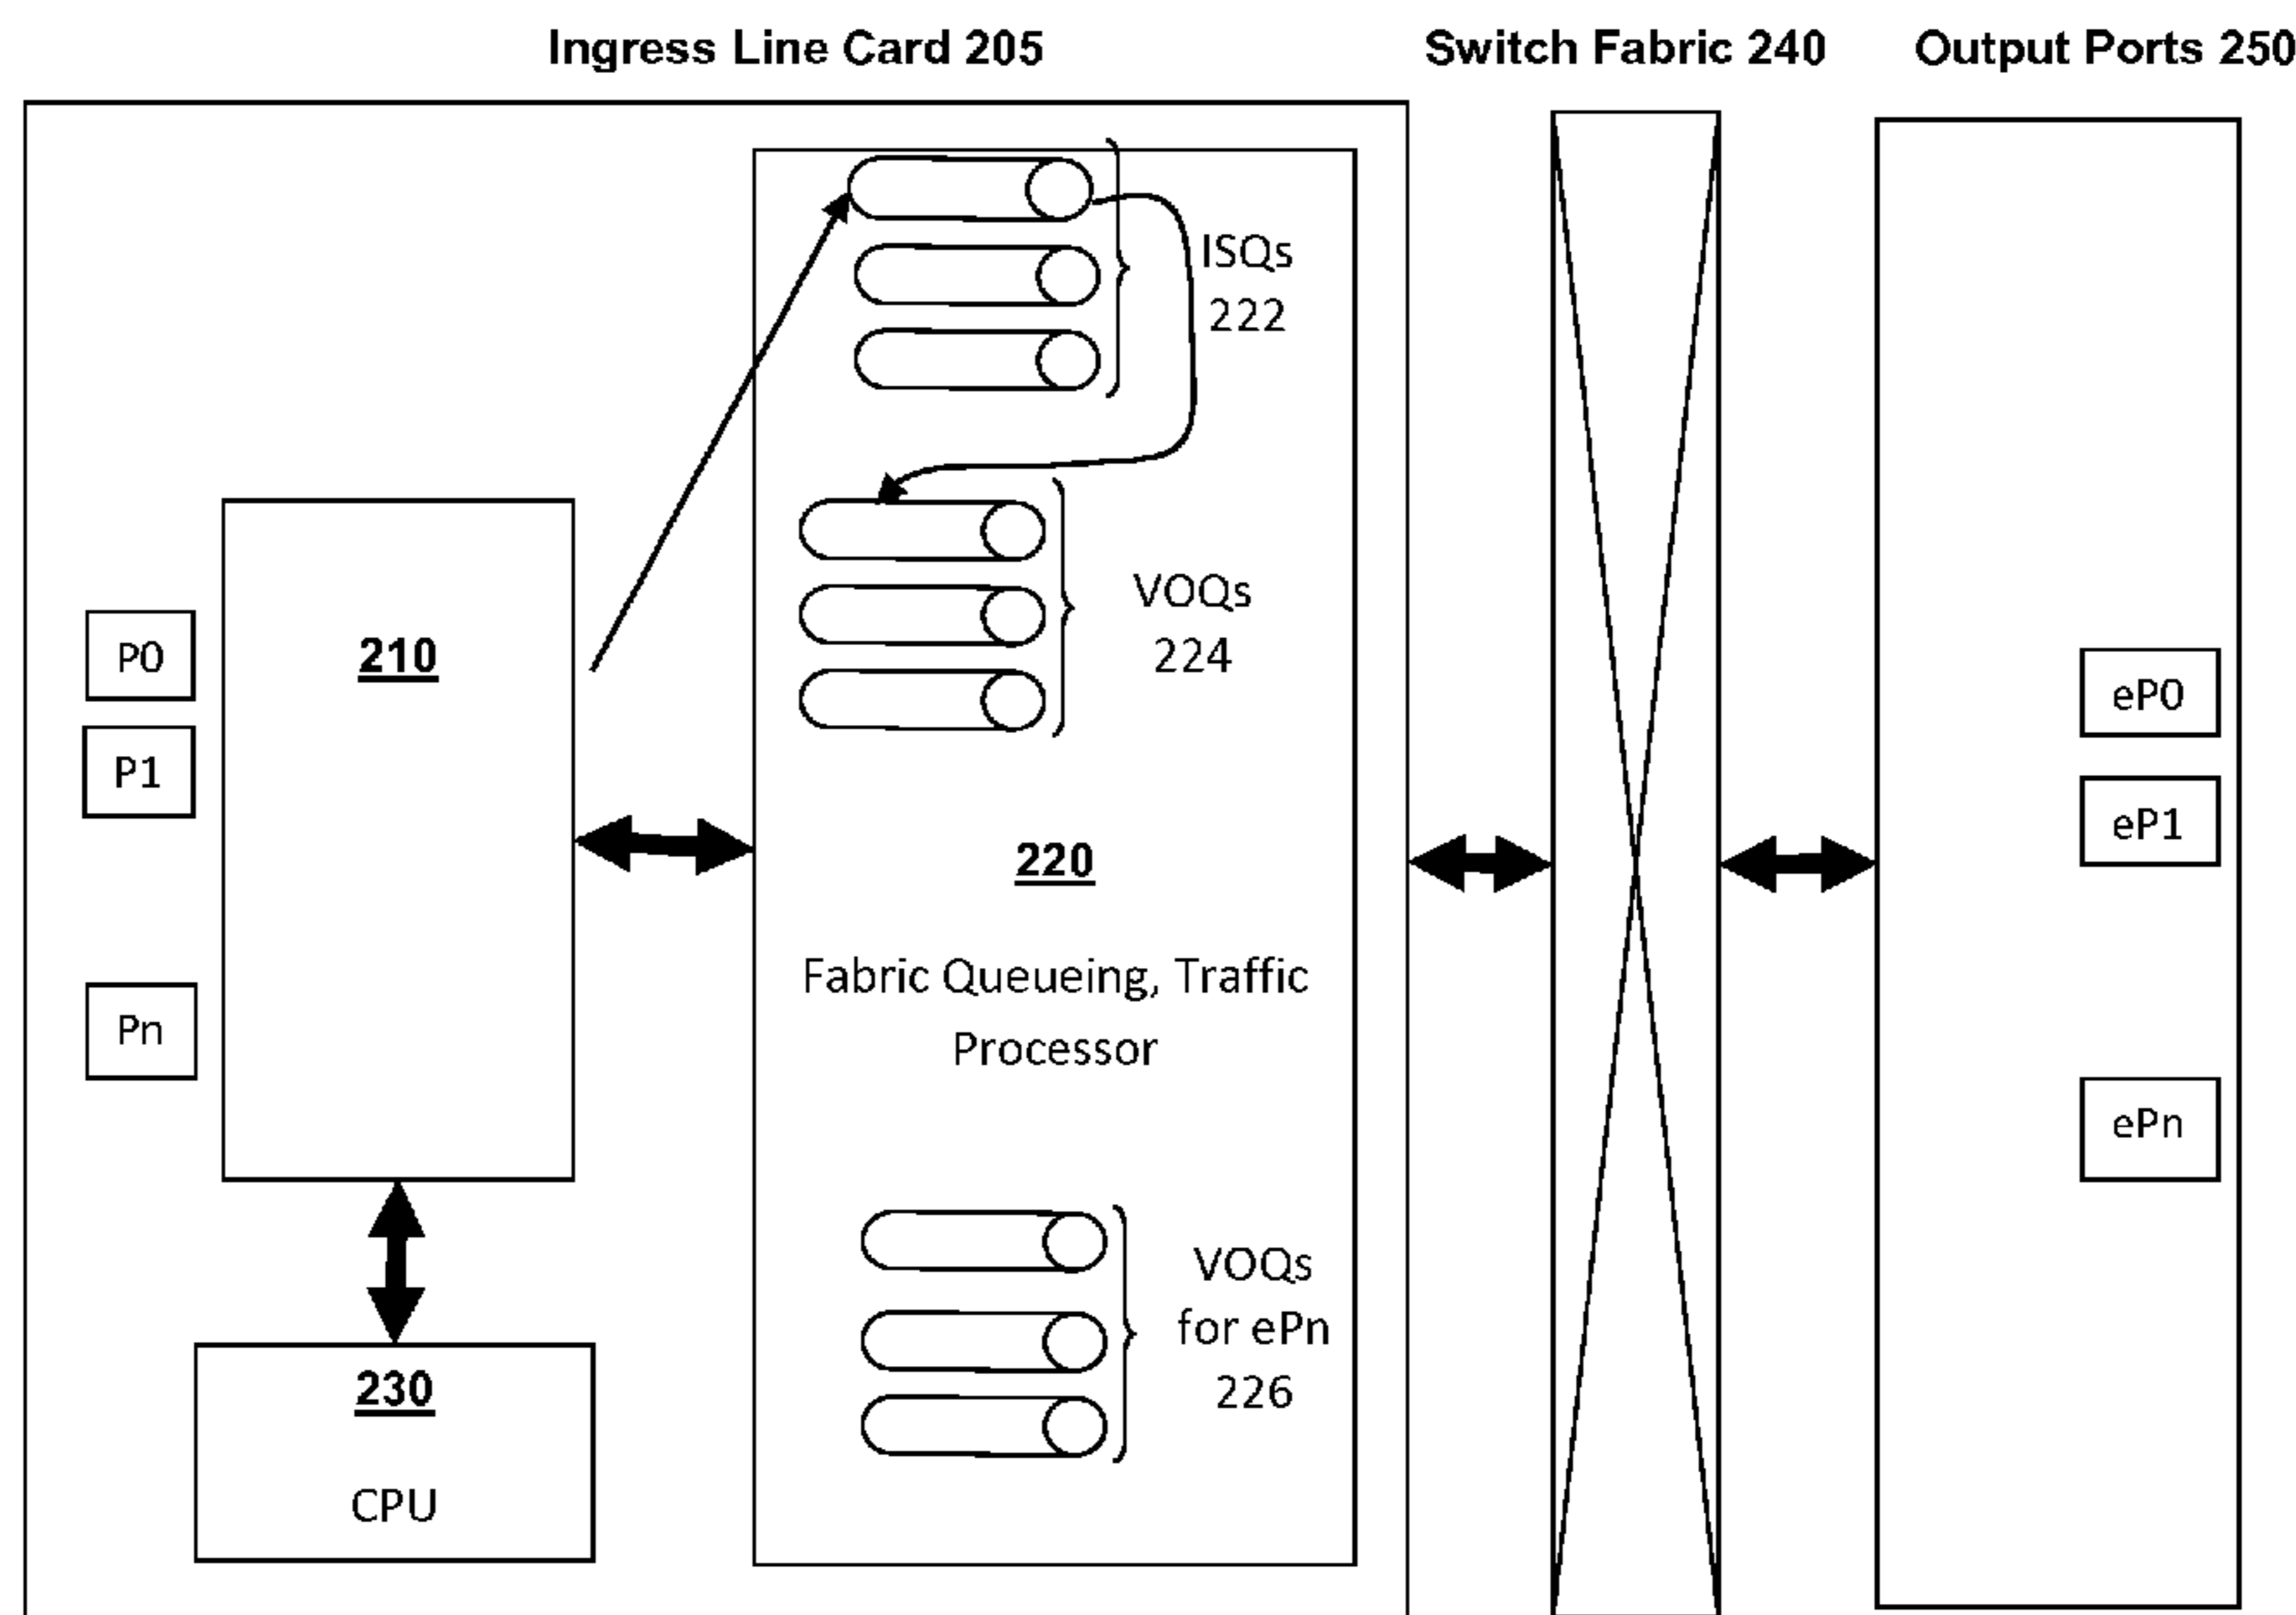 Ingress Line Card 205
Switch Fabric 240
Output Ports 250
ISQs
222
VOQs
224
210
P0
P1
Pn
220
Fabric Queueing, Traffic
Processor
VOQs
for ePn
226
230
CPU
eP0
eP1
ePn